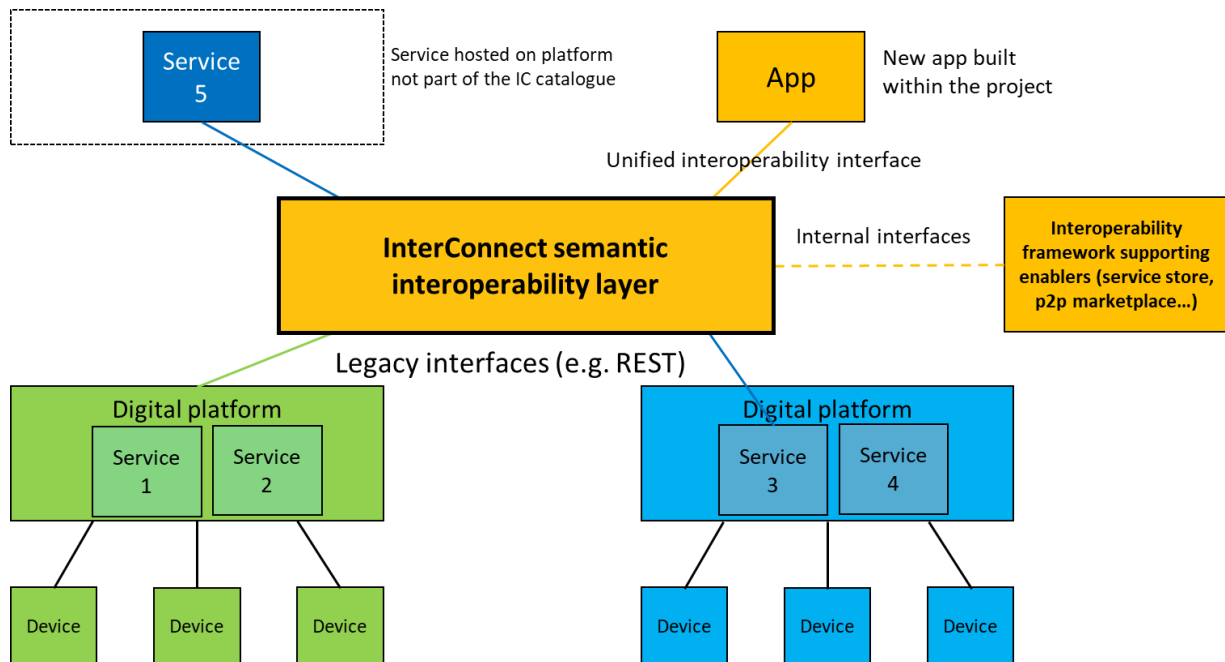 Service
5
Service hosted on platform
not part of the IC catalogue
App
New app built
within the project
Unified interoperability interface
InterConnect semantic
interoperability layer
Internal interfaces
Interoperability
framework supporting
enablers (service store,
p2p marketplace...)
Legacy interfaces (e.g. REST)
Digital platform
Service
1
Service
2
Digital platform
Service
3
Service
4
Device
Device
Device
Device
Device
Device